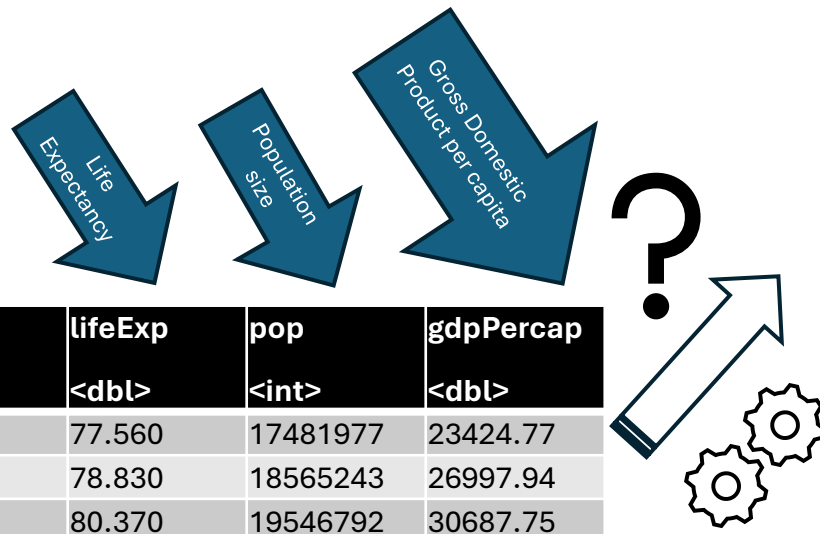 Life
Expectancy
Population
size
Gross Domestic
Product per capita
?
lifeExp pop gdpPercap
<dbl> <int> <dbl>
77.560 17481977 23424.77
78.830 18565243 26997.94
80.370 19546792 30687.75